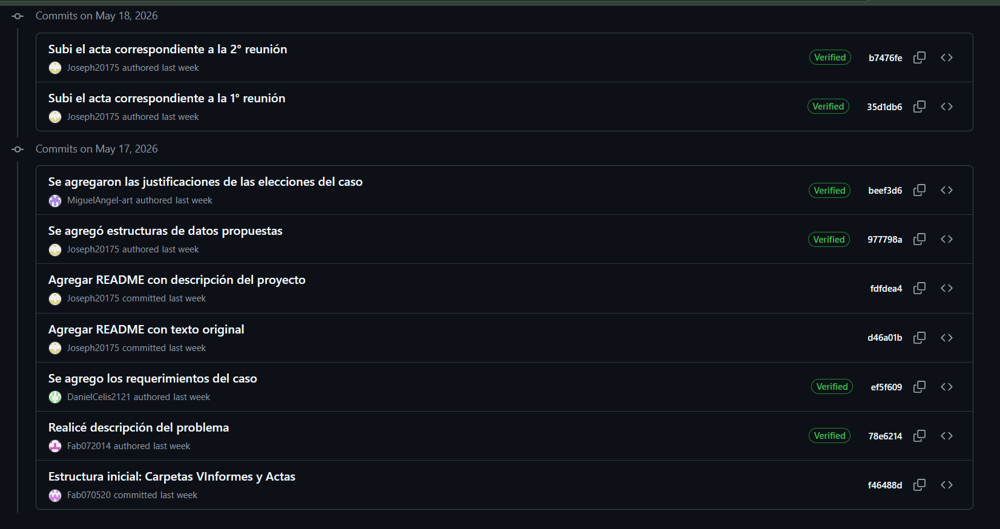 Commits on May 18, 2026
Subi el acta correspondiente a la 2° reunión
Joseph20175 authored last week
Verified
b7476fe
Subi el acta correspondiente a la 1° reunión
Joseph20175 authored last week
Verified
35d1db6
Commits on May 17, 2026
Se agregaron las justificaciones de las elecciones del caso
MiguelAngel-art authored last week
Verified
beef3d6
Se agregó estructuras de datos propuestas
Joseph20175 authored last week
Verified
977798a
Agregar README con descripción del proyecto
Joseph20175 committed last week
fdfdea4
Agregar README con texto original
Joseph20175 committed last week
d46a01b
Se agrego los requerimientos del caso
DanielCelis2121 authored last week
Verified
ef5f609
Realicé descripción del problema
Fab072014 authored last week
Verified
78e6214
Estructura inicial: Carpetas VInformes y Actas
Fab070520 committed last week
f46488d